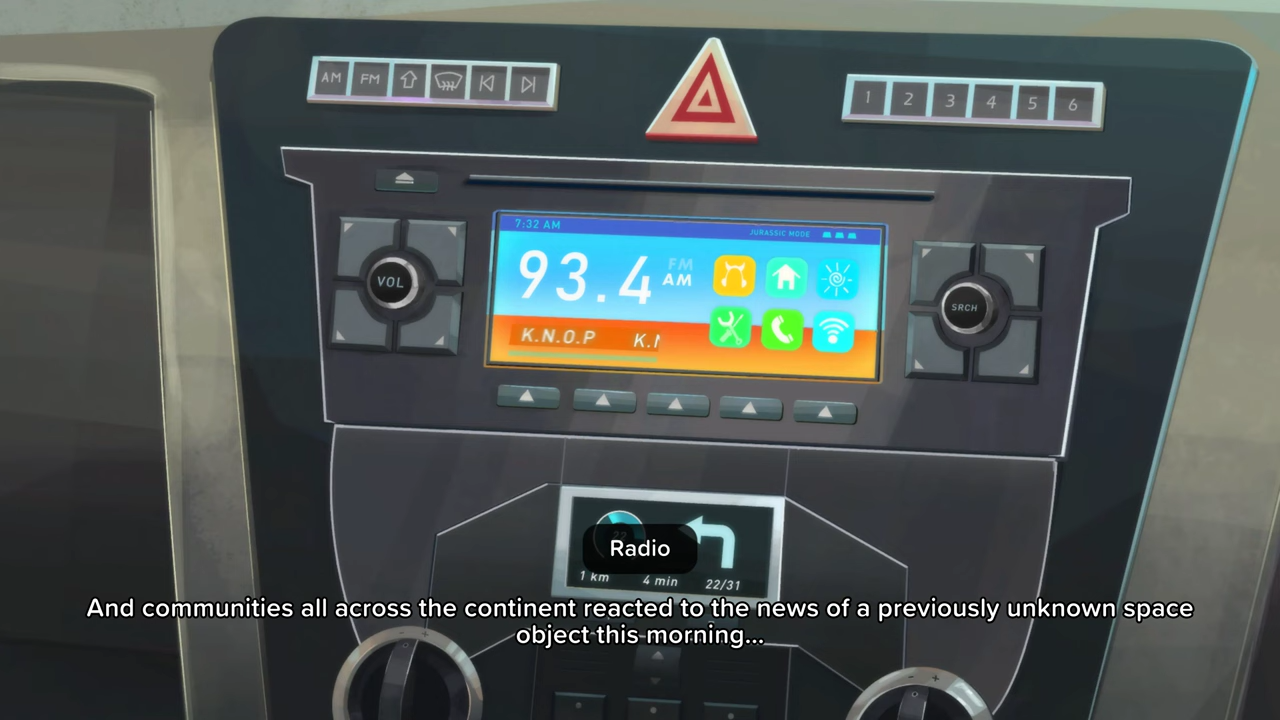 AM FM
1 2 3 4 5 6
7:32 AM JURASSIC MODE
93.4 FM
AM
VOL
SRCH
K.N.O.P K.
Radio
1 km 4 min 22/31
And communities all across the continent reacted to the news of a previously unknown space
object this morning...